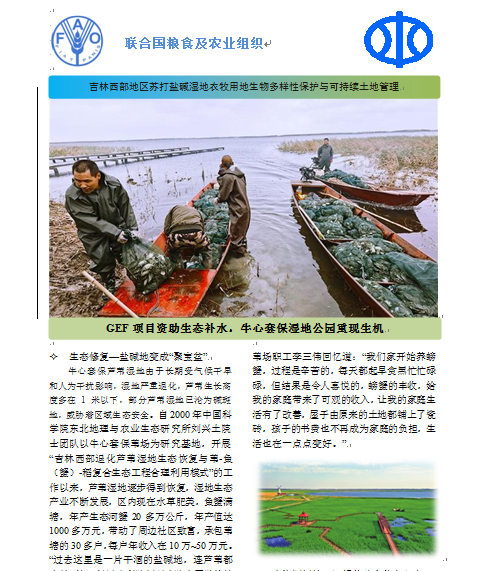 FAO
FIAT PANIS
联合国粮食及农业组织
吉林西部地区苏打盐碱湿地农牧用地生物多样性保护与可持续土地管理
GEF 项目资助生态补水，牛心套保湿地公园重现生机
✧ 生态修复—盐碱地变成“聚宝盆”
牛心套保芦苇湿地由于长期受气候干旱
和人为干扰影响，湿地严重退化，芦苇生长高
度多在 1 米以下，部分芦苇湿地已沦为碱斑
地，威胁着区域生态安全。自 2000 年中国科
学院东北地理与农业生态研究所刘兴土院
士团队以牛心套保苇场为研究基地，开展
“吉林西部退化芦苇湿地生态恢复与苇-鱼
（蟹）-稻复合生态工程合理利用模式”的工
作以来，芦苇湿地逐步得到恢复，湿地生态
产业不断发展，区内现在水草肥美，鱼蟹满
塘，年产生态河蟹 20 多万公斤，年产值达
1000 多万元，带动了周边社区致富，承包苇
塘的 30 多户，每户年收入在 10 万~50 万元。
“过去这里是一片干涸的盐碱地，连芦苇都
苇场职工李三伟回忆道：“我们家开始养螃
蟹，过程是辛苦的，每天都起早贪黑忙忙碌
碌，但结果是令人喜悦的，螃蟹的丰收，给
我的家庭带来了可观的收入，让我的家庭生
活有了改善，屋子由原来的土地都铺上了瓷
砖，孩子的书费也不再成为家庭的负担，生
活也在一点点变好。”